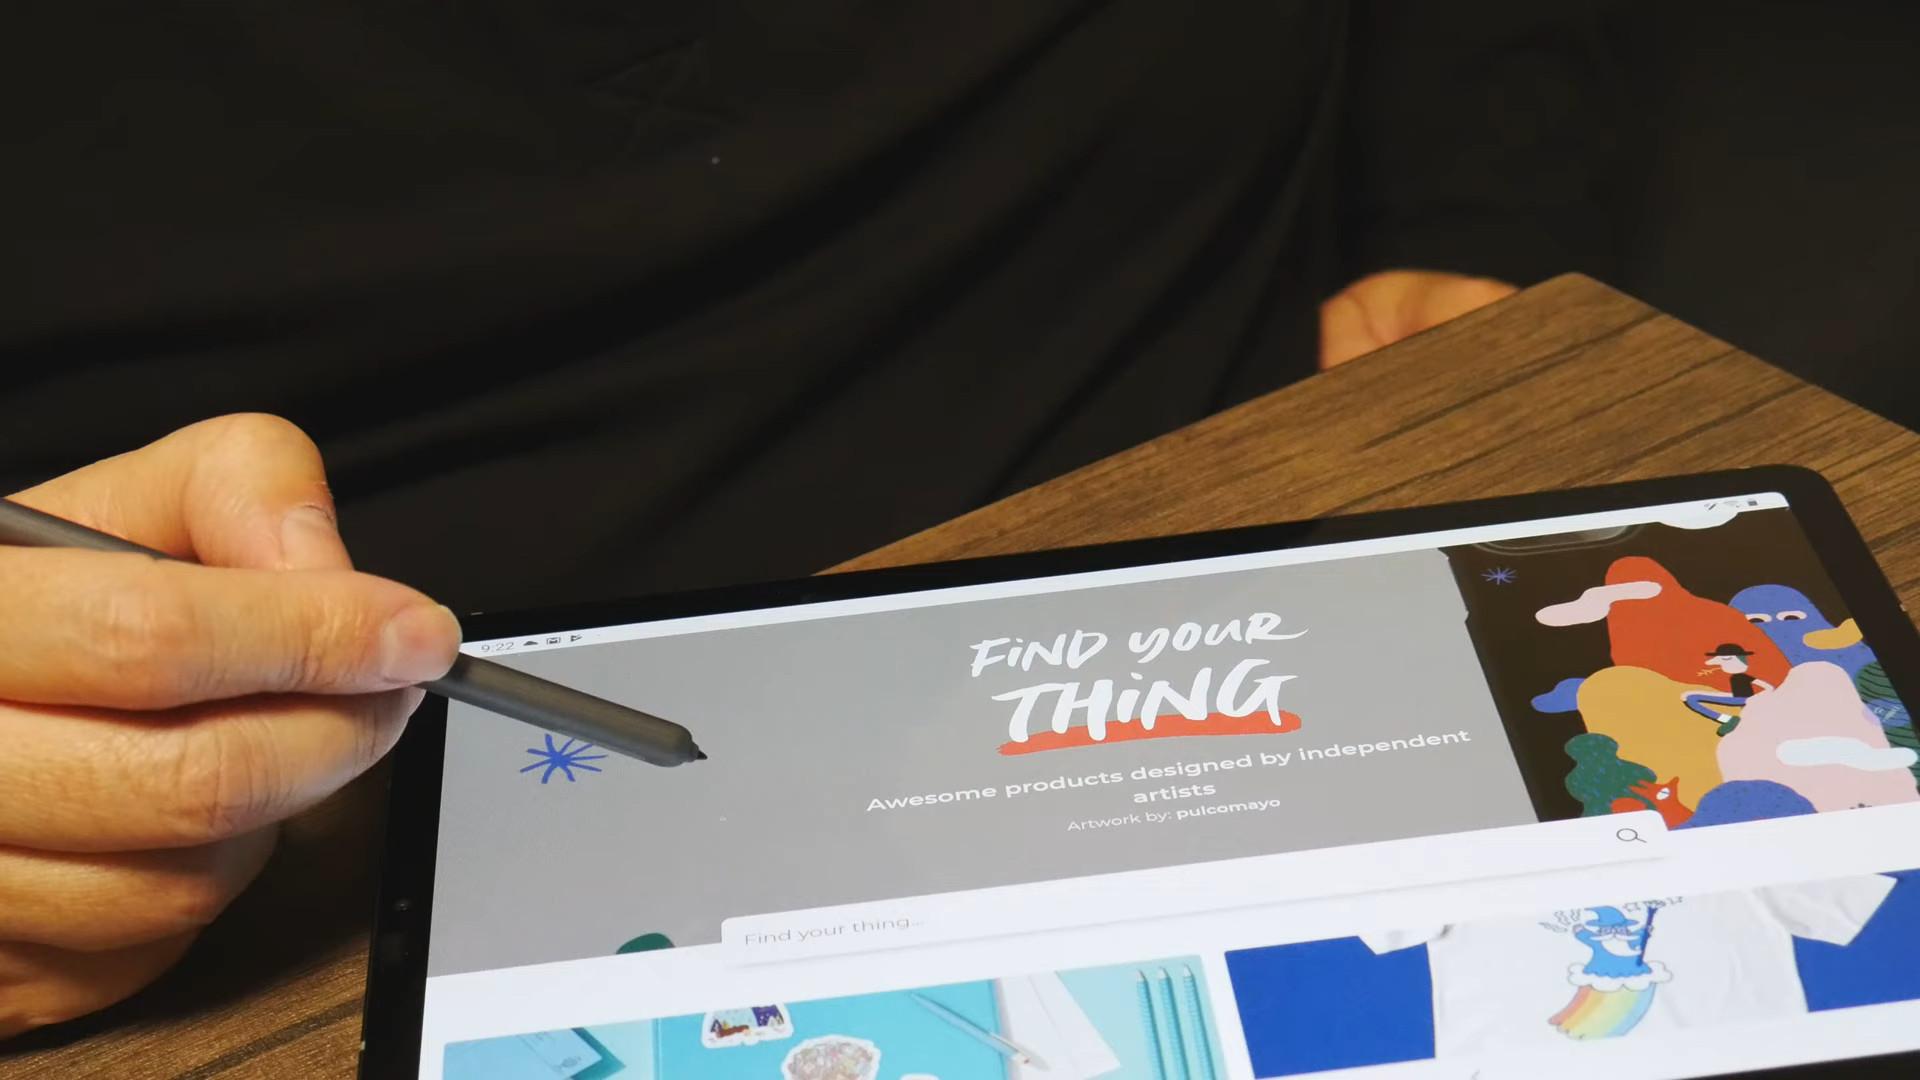 9:22
FiND YOUR
THiNG
Awesome products designed by independent
artists
Artwork by: pulcomayo
Find your thing...